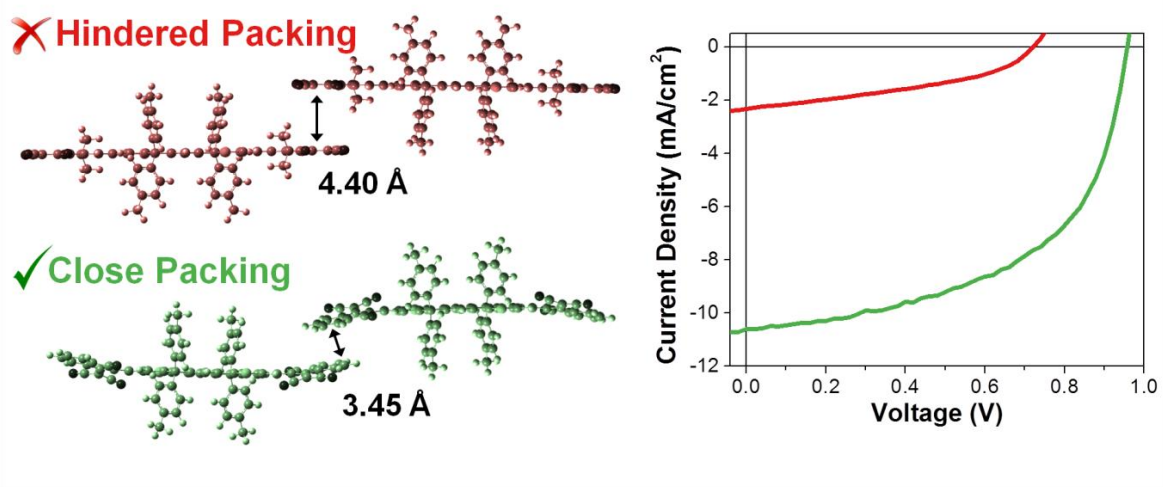 Hindered Packing
4.40 Å
Close Packing
3.45 Å
Current Density (mA/cm²)
0
-2
-4
-6
-8
-10
-12
0.0
0.2
0.4
0.6
0.8
1.0
Voltage (V)